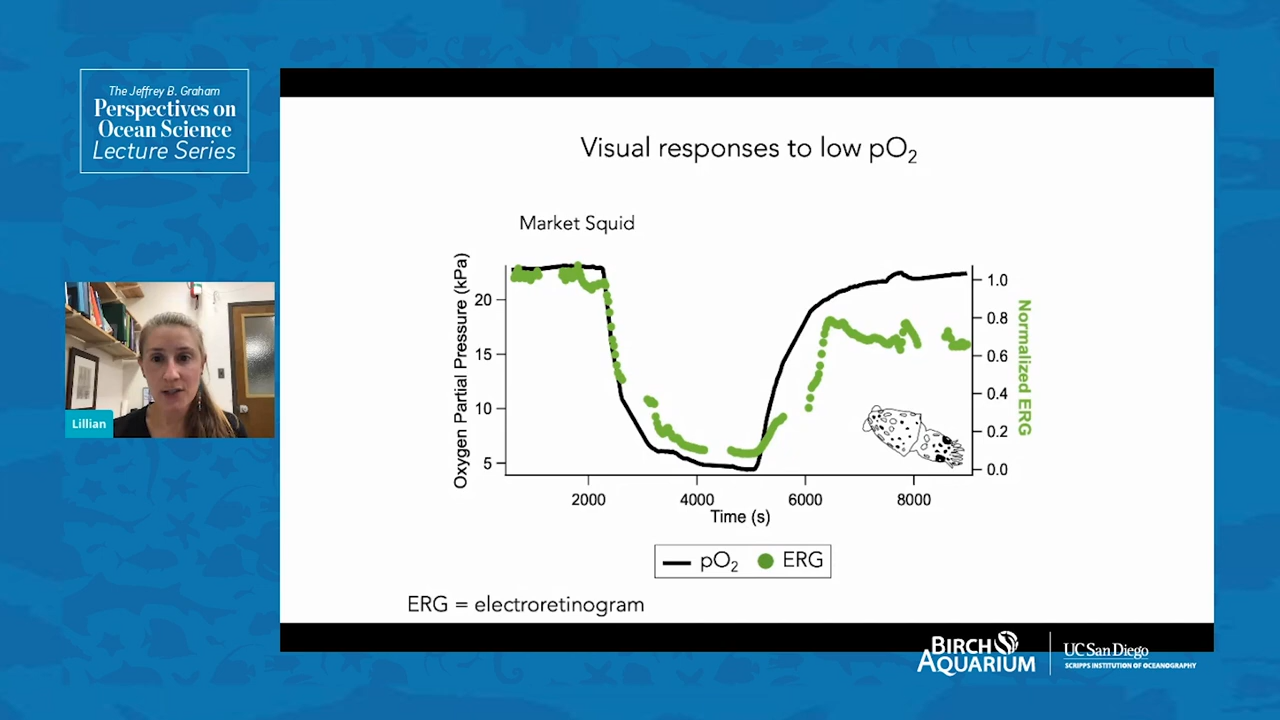 The Jeffrey B. Graham
Perspectives on
Ocean Science
Lecture Series
Lillian
Visual responses to low pO₂
Market Squid
Oxygen Partial Pressure (kPa)
20
15
10
5
1.0
0.8
0.6
0.4
0.2
0.0
Normalized ERG
2000
4000
6000
8000
Time (s)
pO₂
ERG
ERG = electroretinogram
BIRCH
AQUARIUM
UC San Diego
SCRIPPS INSTITUTION OF OCEANOGRAPHY